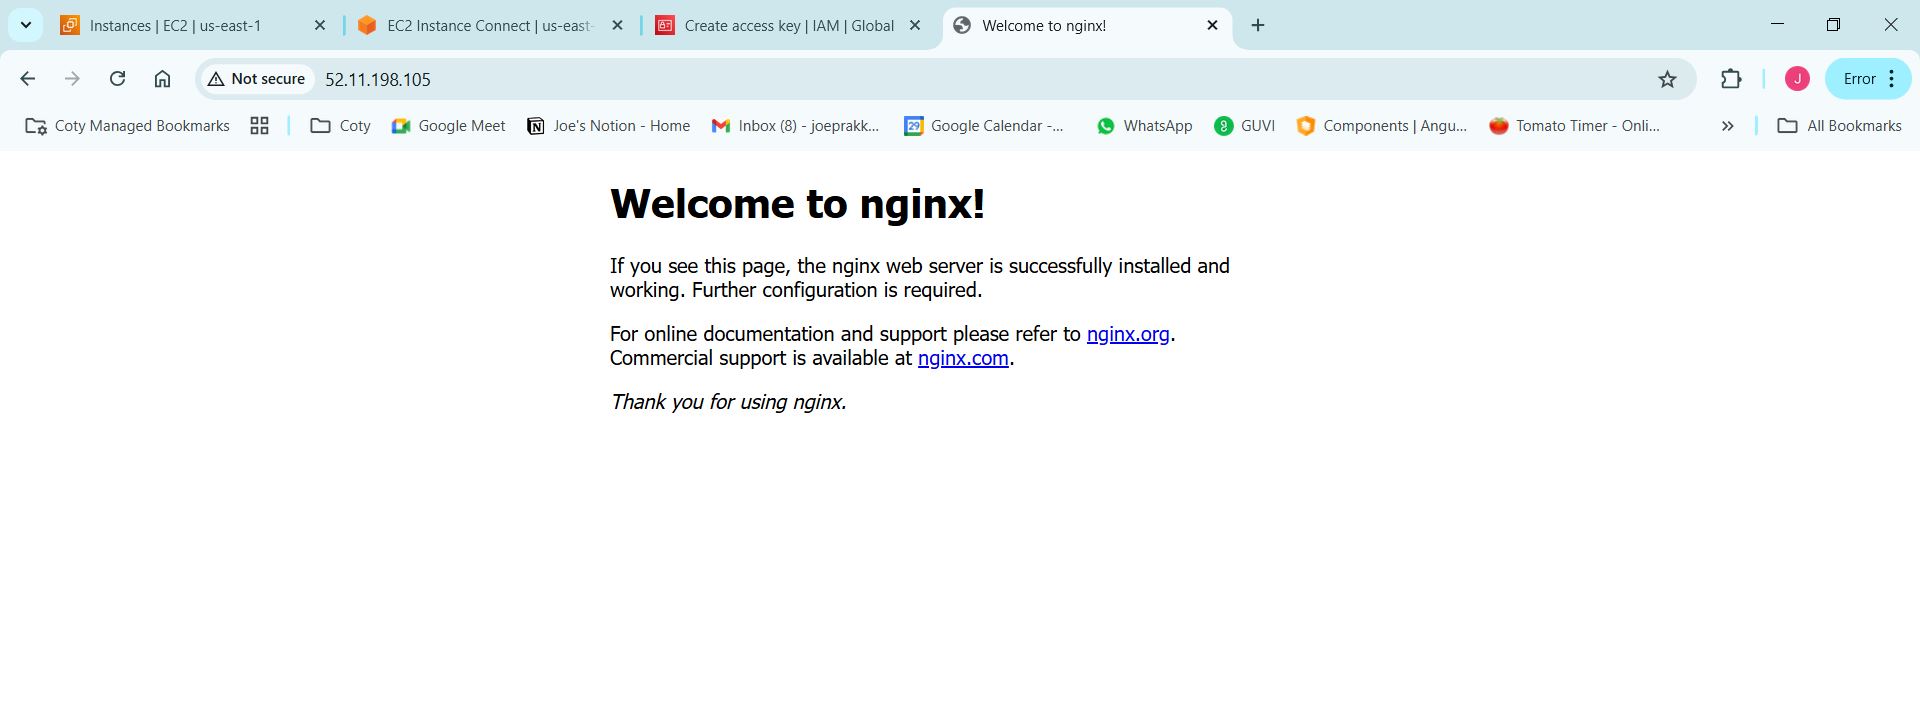 Instances | EC2 | us-east-1
EC2 Instance Connect | us-east-
Create access key | IAM | Global
Welcome to nginx!
Not secure
52.11.198.105
J
Error
Coty Managed Bookmarks
Coty
Google Meet
Joe's Notion - Home
Inbox (8) - joeprakk...
29
Google Calendar -...
WhatsApp
GUVI
Components | Angu...
Tomato Timer - Onli...
All Bookmarks
Welcome to nginx!
If you see this page, the nginx web server is successfully installed and
working. Further configuration is required.
For online documentation and support please refer to nginx.org.
Commercial support is available at nginx.com.
Thank you for using nginx.